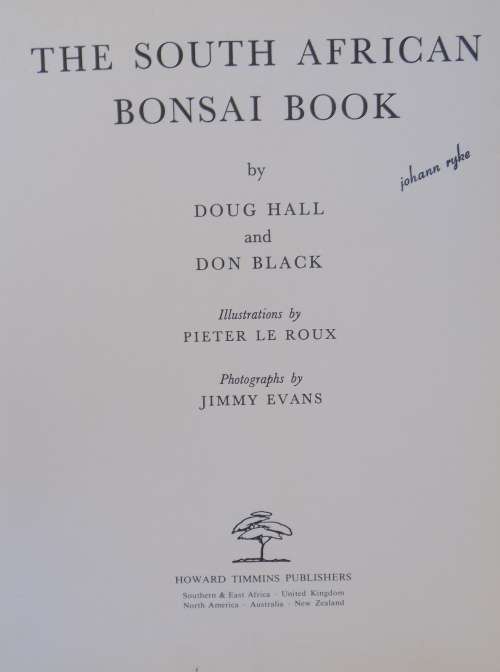 THE SOUTH AFRICAN
BONSAI BOOK
by
johann ryke
DOUG HALL
and
DON BLACK
Illustrations by
PIETER LE ROUX
Photographs by
JIMMY EVANS
HOWARD TIMMINS PUBLISHERS
Southern & East Africa · United Kingdom
North America · Australia · New Zealand